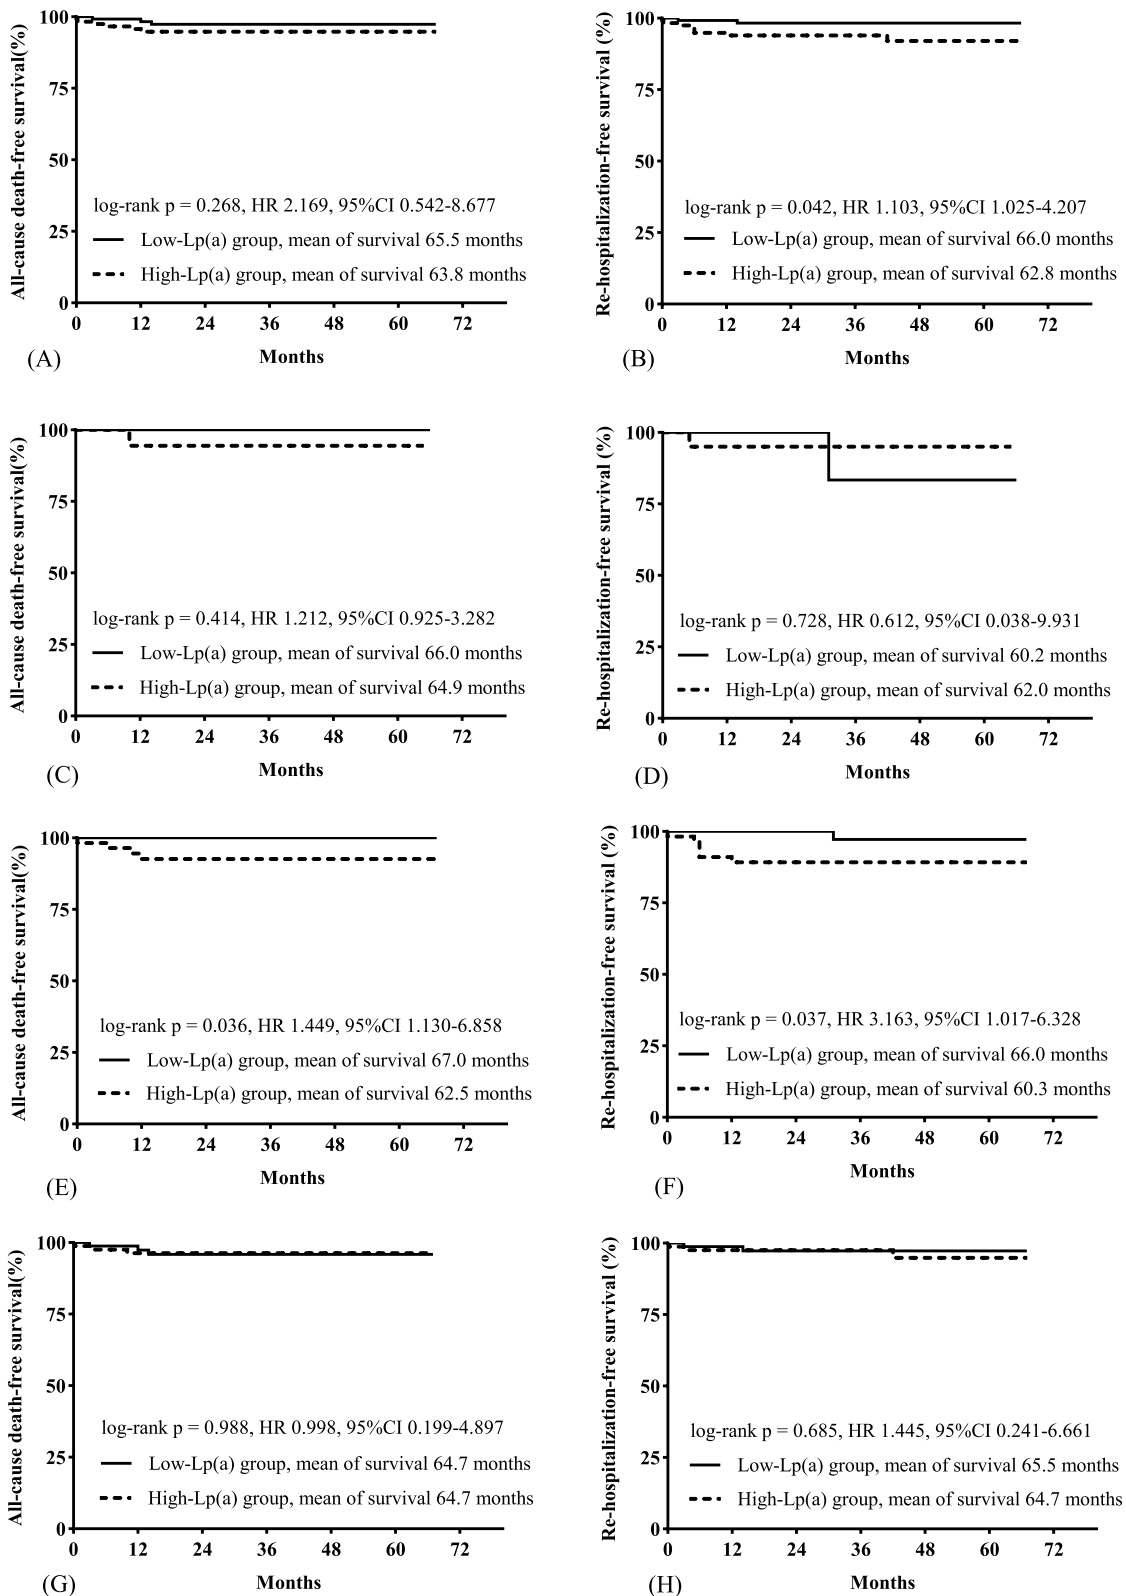 All-cause death-free survival(%)
100
75
50
25
0
log-rank p = 0.268, HR 2.169, 95%CI 0.542-8.677
Low-Lp(a) group, mean of survival 65.5 months
High-Lp(a) group, mean of survival 63.8 months
0 12 24 36 48 60 72
Months
(A)
Re-hospitalization-free survival (%)
100
75
50
25
0
log-rank p = 0.042, HR 1.103, 95%CI 1.025-4.207
Low-Lp(a) group, mean of survival 66.0 months
High-Lp(a) group, mean of survival 62.8 months
0 12 24 36 48 60 72
Months
(B)
All-cause death-free survival(%)
100
75
50
25
0
log-rank p = 0.414, HR 1.212, 95%CI 0.925-3.282
Low-Lp(a) group, mean of survival 66.0 months
High-Lp(a) group, mean of survival 64.9 months
0 12 24 36 48 60 72
Months
(C)
Re-hospitalization-free survival (%)
100
75
50
25
0
log-rank p = 0.728, HR 0.612, 95%CI 0.038-9.931
Low-Lp(a) group, mean of survival 60.2 months
High-Lp(a) group, mean of survival 62.0 months
0 12 24 36 48 60 72
Months
(D)
All-cause death-free survival(%)
100
75
50
25
0
log-rank p = 0.036, HR 1.449, 95%CI 1.130-6.858
Low-Lp(a) group, mean of survival 67.0 months
High-Lp(a) group, mean of survival 62.5 months
0 12 24 36 48 60 72
Months
(E)
Re-hospitalization-free survival (%)
100
75
50
25
0
log-rank p = 0.037, HR 3.163, 95%CI 1.017-6.328
Low-Lp(a) group, mean of survival 66.0 months
High-Lp(a) group, mean of survival 60.3 months
0 12 24 36 48 60 72
Months
(F)
All-cause death-free survival(%)
100
75
50
25
0
log-rank p = 0.988, HR 0.998, 95%CI 0.199-4.897
Low-Lp(a) group, mean of survival 64.7 months
High-Lp(a) group, mean of survival 64.7 months
0 12 24 36 48 60 72
Months
(G)
Re-hospitalization-free survival (%)
100
75
50
25
0
log-rank p = 0.685, HR 1.445, 95%CI 0.241-6.661
Low-Lp(a) group, mean of survival 65.5 months
High-Lp(a) group, mean of survival 64.7 months
0 12 24 36 48 60 72
Months
(H)